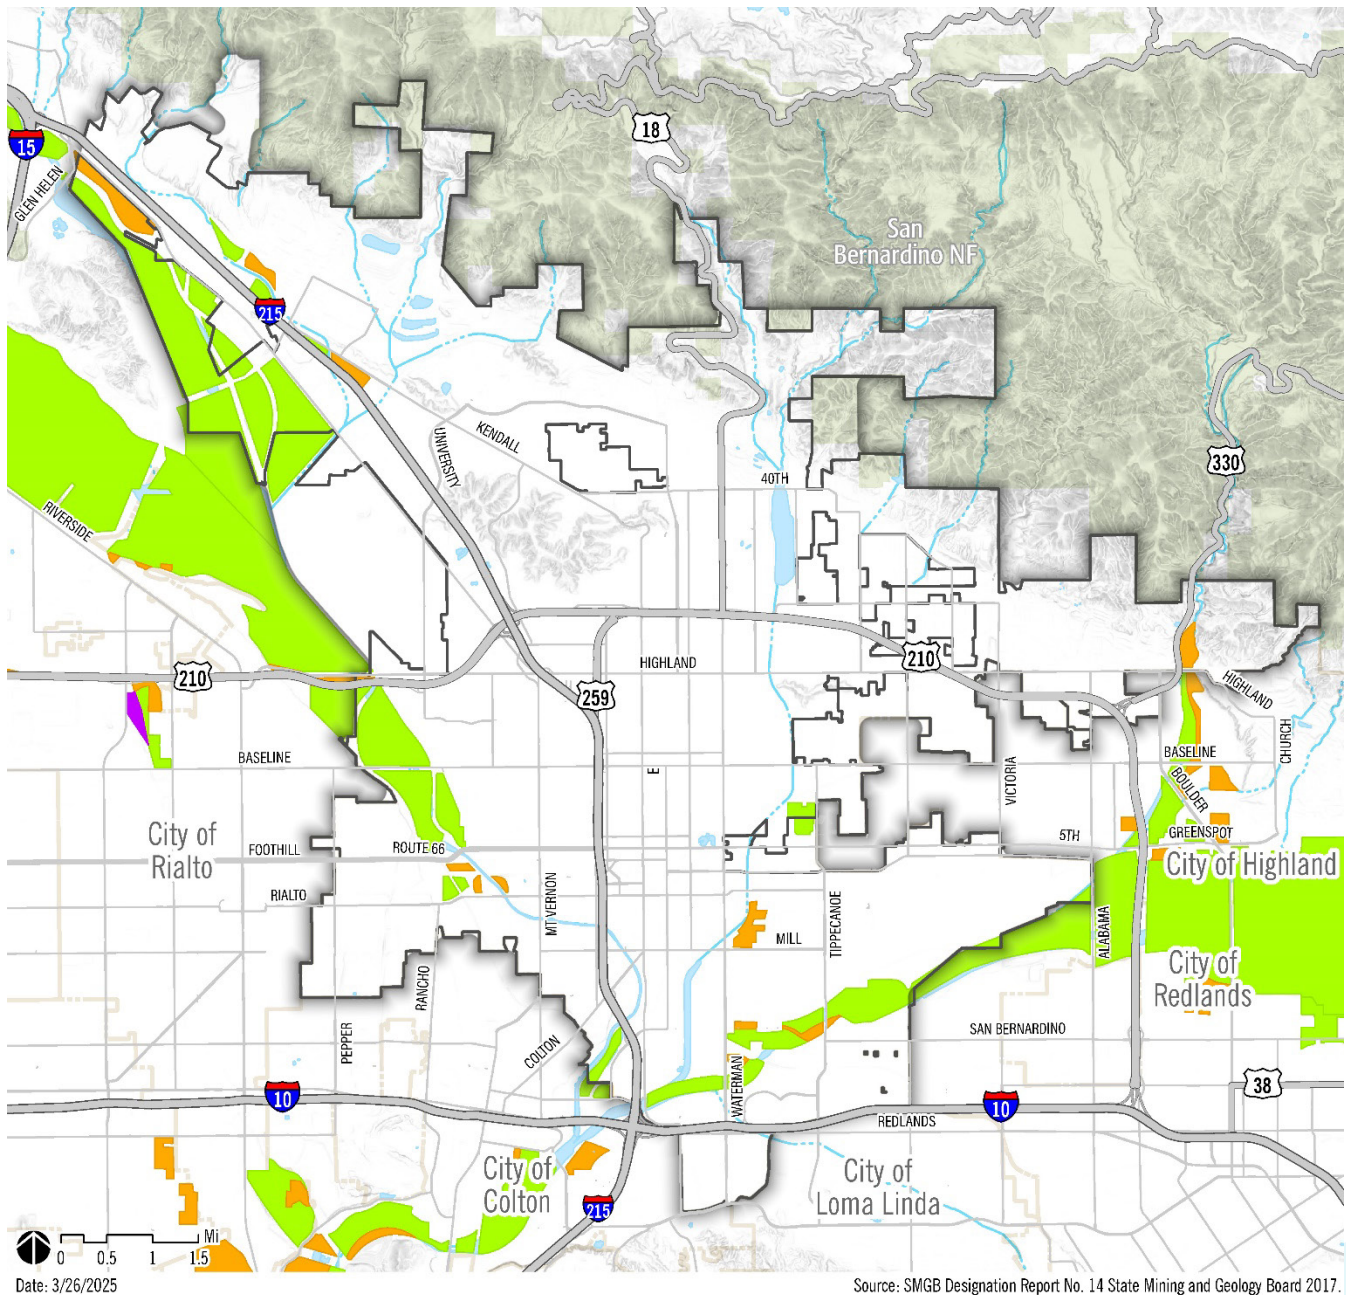 18
15
GLEN HELEN
San
Bernardino NF
215
KENDALL
UNIVERSITY
330
40TH
RIVERSIDE
HIGHLAND
210
210
259
HIGHLAND
CHURCH
BASELINE
BASELINE
E
VICTORIA
BOULDER
City of
Rialto
FOOTHILL
ROUTE 66
5TH
GREENSPOT
City of Highland
RIALTO
MT VERNON
MILL
TIPPECANOE
ALABAMA
City of
Redlands
RANCHO
PEPPER
COLTON
SAN BERNARDINO
WATERMAN
38
10
10
REDLANDS
City of
Colton
City of
Loma Linda
215
Mi
0 0.5 1 1.5
Date: 3/26/2025
Source: SMGB Designation Report No. 14 State Mining and Geology Board 2017.